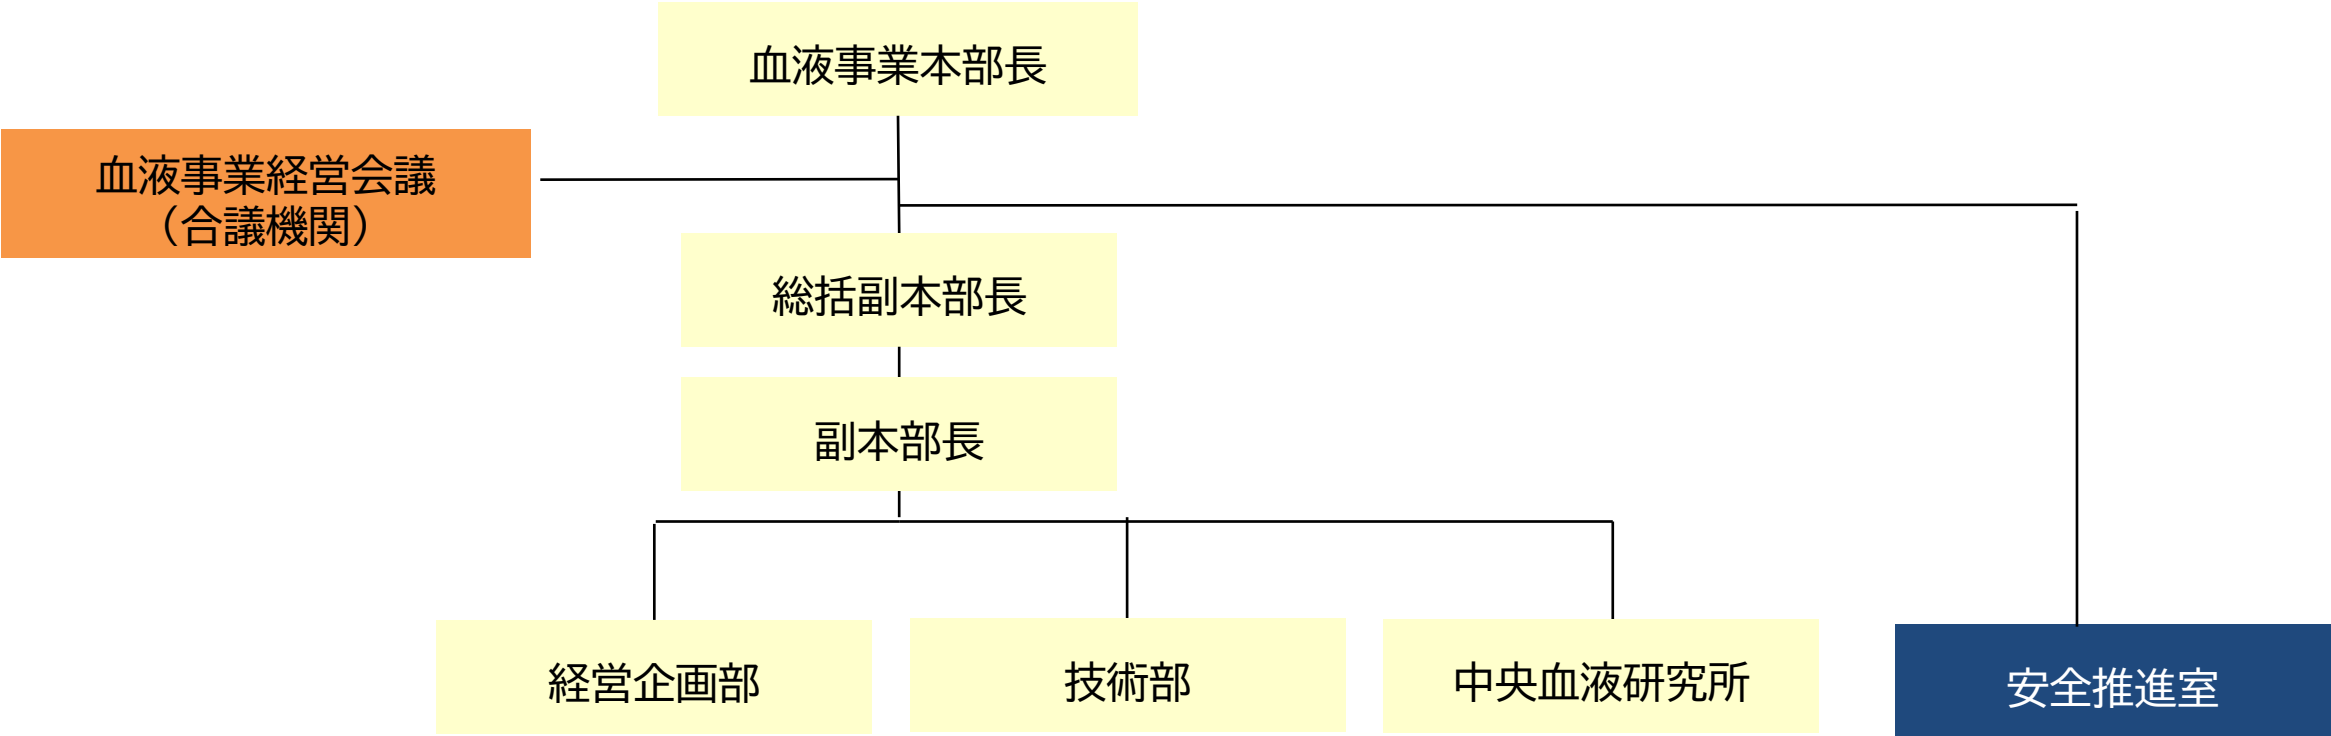 血液事業本部長
血液事業経営会議
（合議機関）
総括副本部長
副本部長
経営企画部
技術部
中央血液研究所
安全推進室